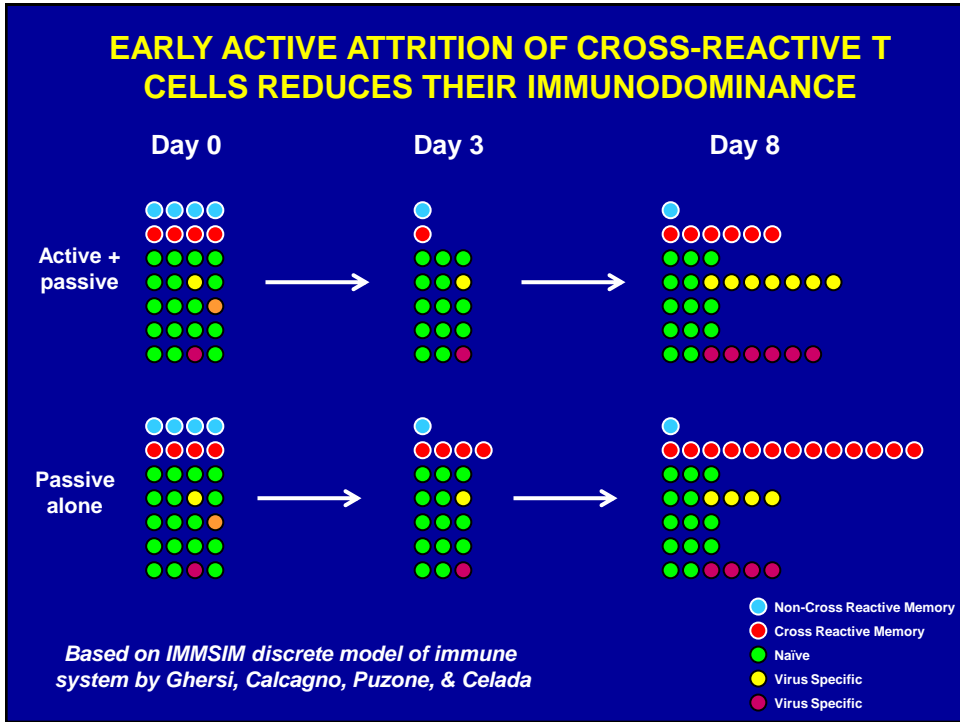 EARLY ACTIVE ATTRITION OF CROSS-REACTIVE T
CELLS REDUCES THEIR IMMUNODOMINANCE
Day 0
Day 3
Day 8
Active +
passive
Passive
alone
Non-Cross Reactive Memory
Cross Reactive Memory
Naïve
Virus Specific
Virus Specific
Based on IMMSIM discrete model of immune
system by Ghersi, Calcagno, Puzone, & Celada